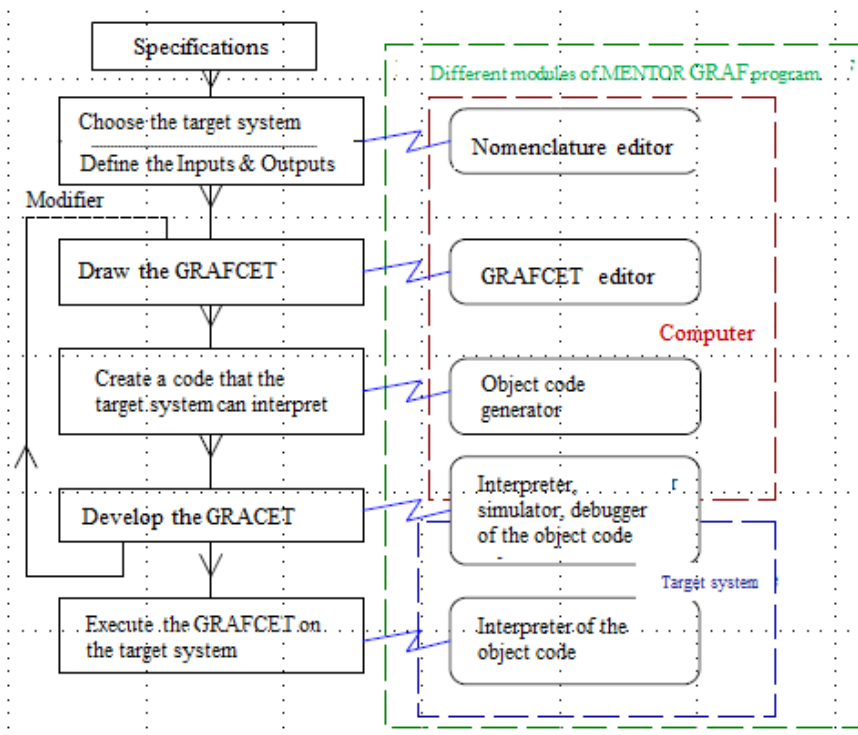 Specifications
Different modules of MENTOR GRAF program.
Choose the target system
Define the Inputs & Outputs
Nomenclature editor
Modifier
Draw the GRAFCET
GRAFCET editor
Computer
Create a code that the
target system can interpret
Object code
generator
Develop the GRACET
Interpreter, r
simulator, debugger
of the object code
Target system
Execute the GRAFCET on
the target system
Interpreter of the
object code